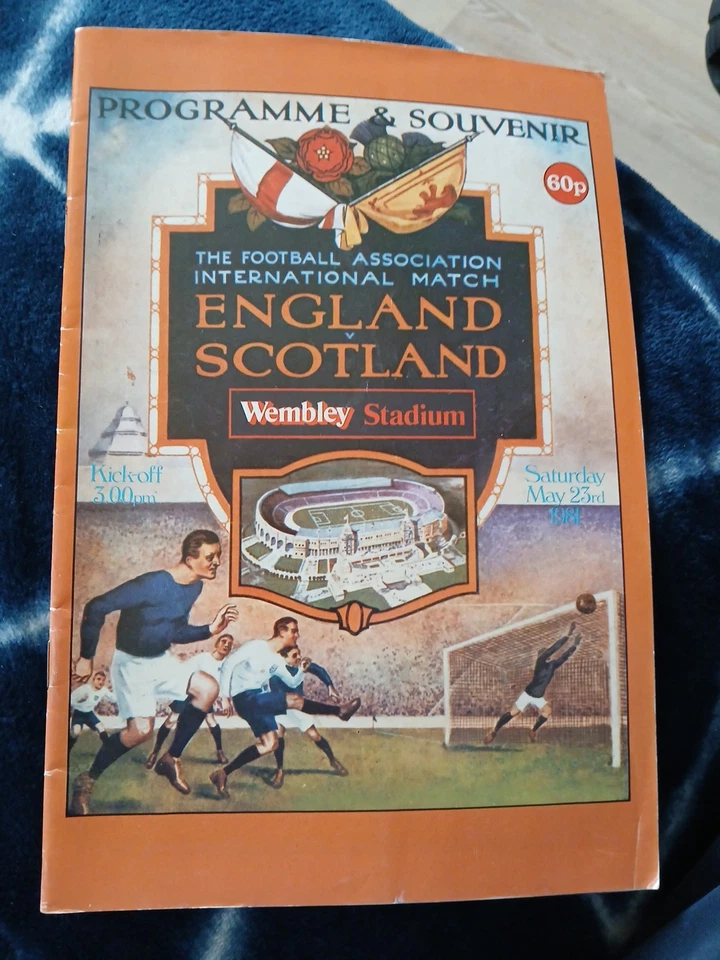 PROGRAMME & SOUVENIR
60p
THE FOOTBALL ASSOCIATION
INTERNATIONAL MATCH
ENGLAND
v
SCOTLAND
Wembley Stadium
Kick-off
3.00pm
Saturday
May 23rd
1981